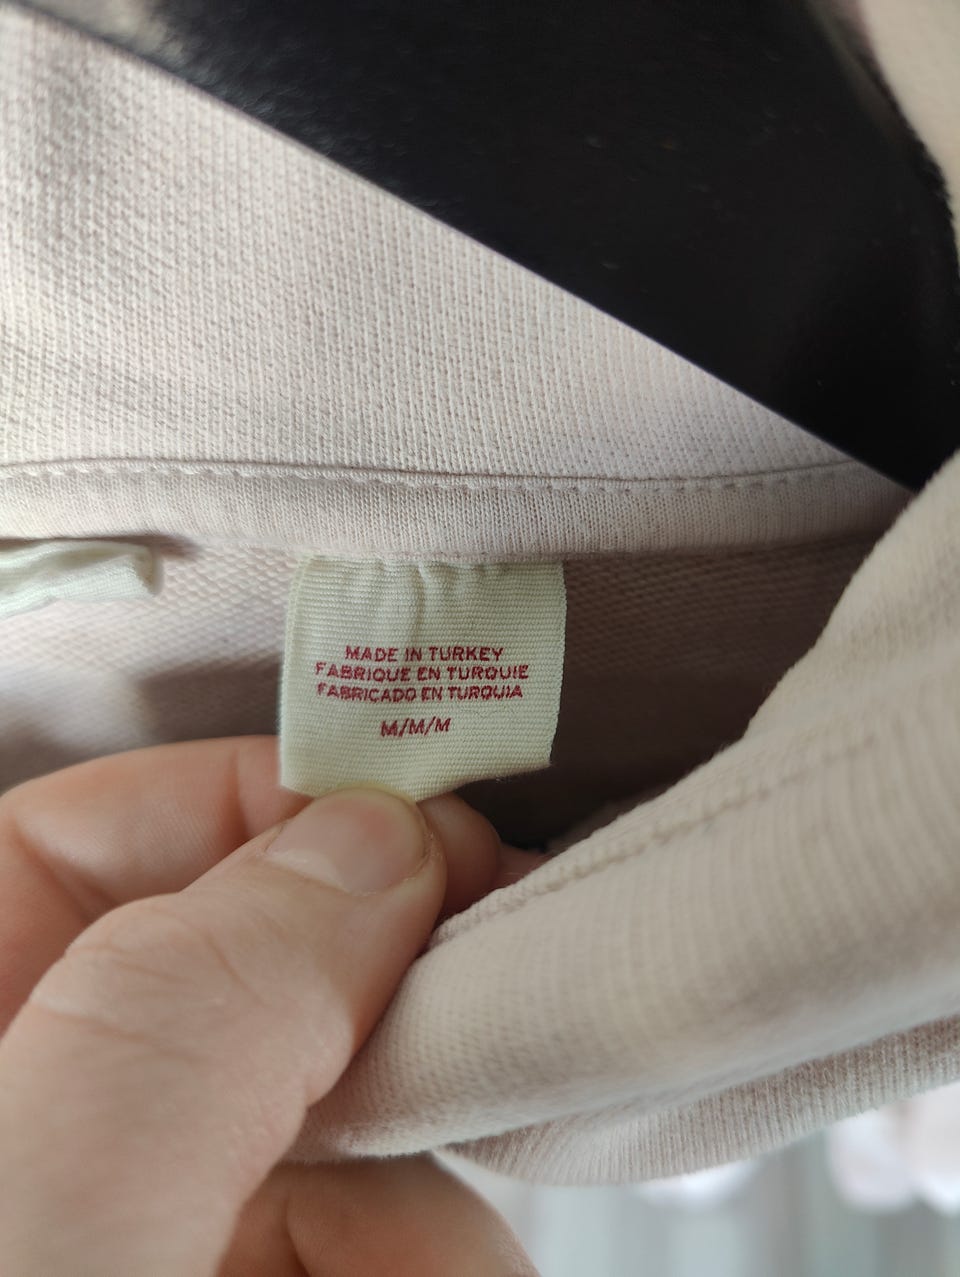 MADE IN TURKEY
FABRIQUE EN TURQUIE
FABRICADO EN TURQUIA
M/M/M